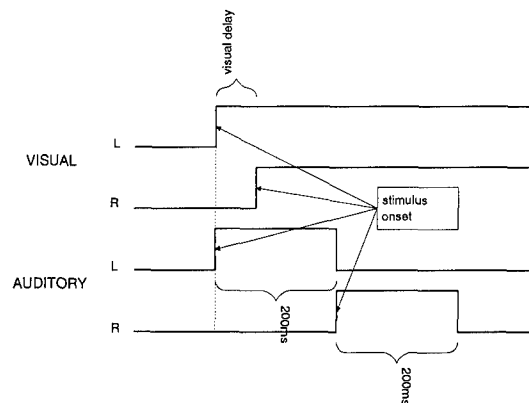 visual delay
L
VISUAL
R
stimulus
onset
L
AUDITORY
200ms
R
200ms